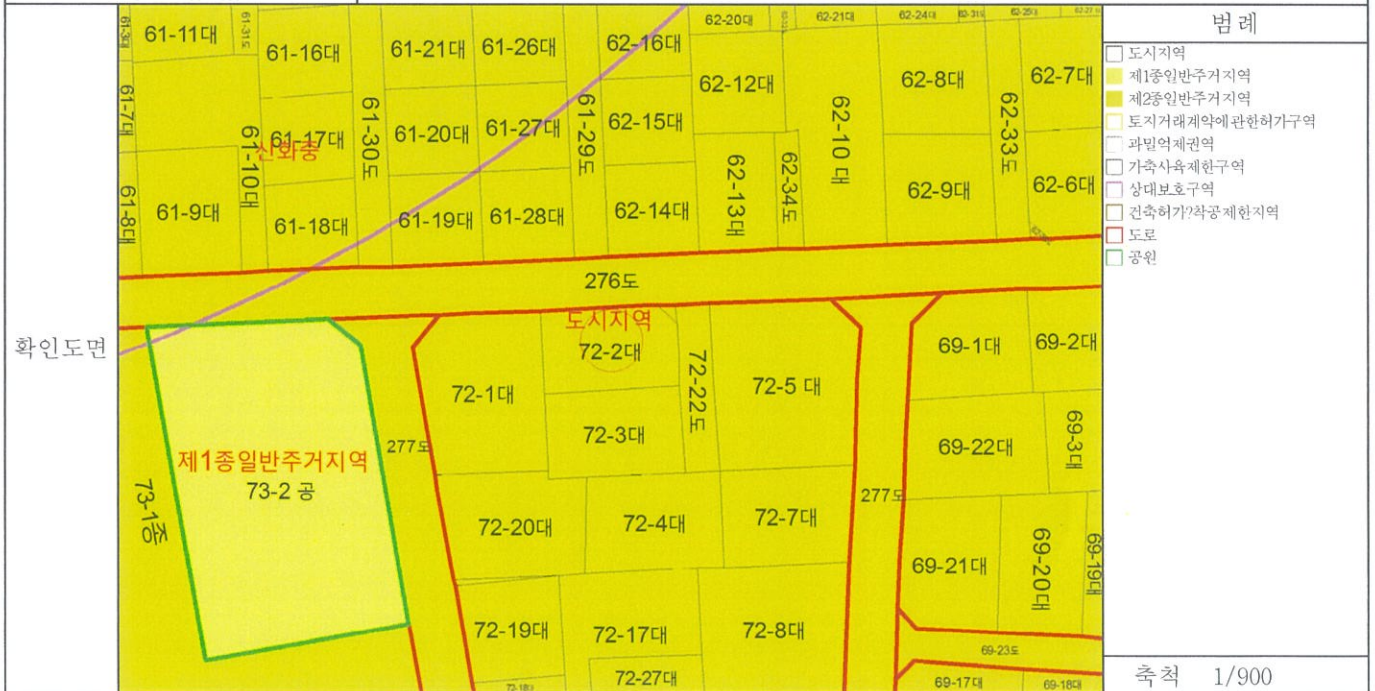 확인도면
61-3대
61-11대
61-31도
61-16대
61-21대
61-26대
62-16대
62-20대
62-21대
62-24대
62-12대
62-8대
62-7대
61-7대
61-10대
61-17대
61-30도
61-20대
61-27대
61-29도
62-15대
62-10 대
62-33도
신화중
61-8대
61-9대
61-18대
61-19대
61-28대
62-14대
62-13대
62-34도
62-9대
62-6대
276도
도시지역
72-2대
72-1대
72-22도
72-5 대
69-1대
69-2대
제1종일반주거지역
73-2 공
73-1종
277도
72-3대
69-22대
69-3대
277도
72-20대
72-4대
72-7대
69-21대
69-20대
69-19대
72-19대
72-17대
72-8대
69-23도
72-27대
69-17대
69-18대
범례
도시지역
제1종일반주거지역
제2종일반주거지역
토지거래계약에관한허가구역
과밀억제권역
가축사육제한구역
상대보호구역
건축허가?착공제한지역
도로
공원
축척 1/900